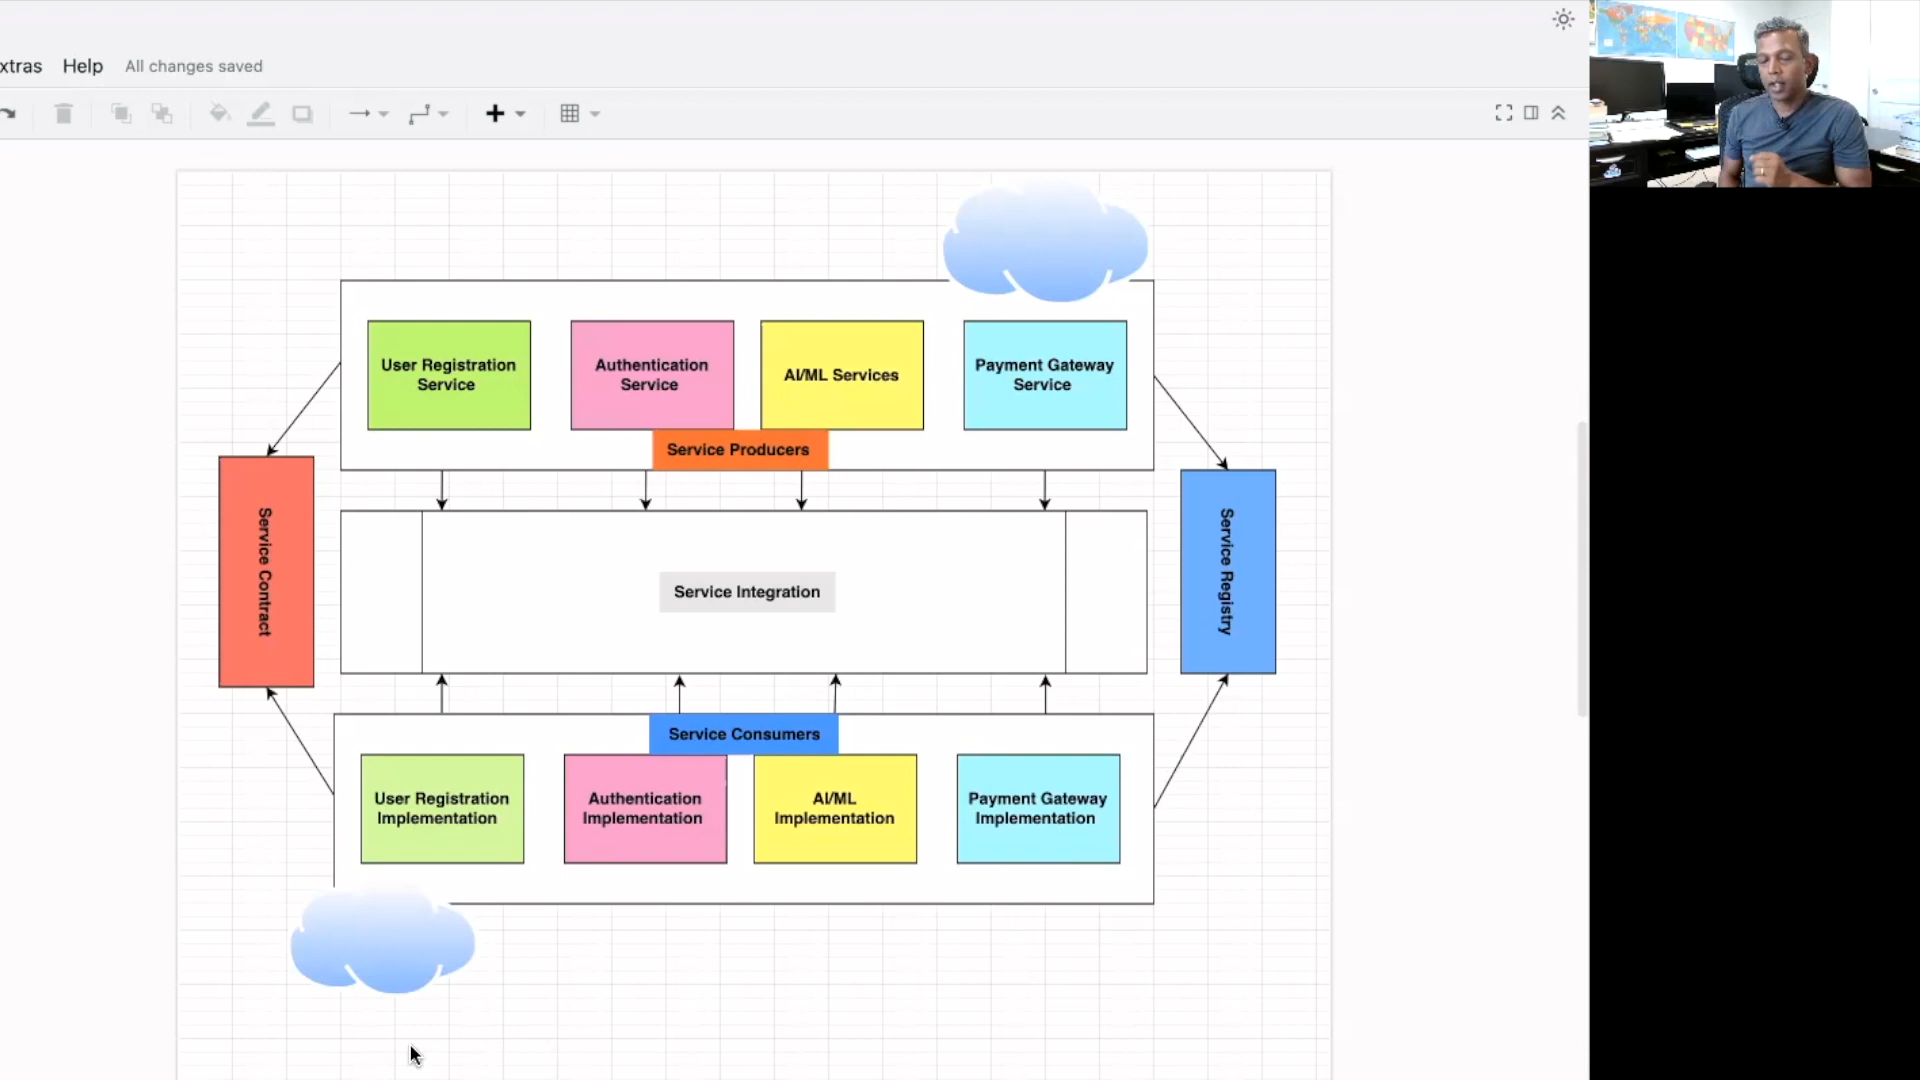 xtras Help All changes saved
User Registration
Service
Authentication
Service
AI/ML Services
Payment Gateway
Service
Service Producers
Service Contract
Service Integration
Service Registry
Service Consumers
User Registration
Implementation
Authentication
Implementation
AI/ML
Implementation
Payment Gateway
Implementation